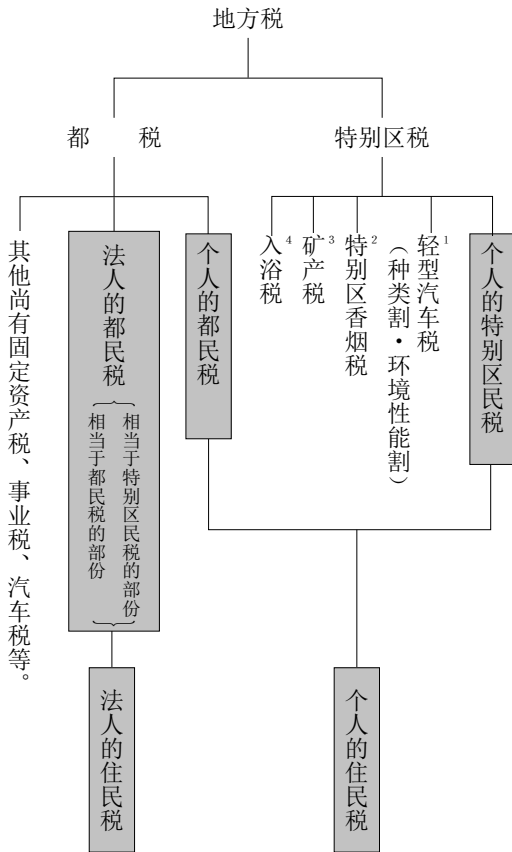 地方税
都　税
特别区税
个人的特别区民税
轻型汽车税1
（种类割・环境性能割）
特别区香烟税2
矿产税3
入浴税4
个人的都民税
法人的都民税
相当于特别区民税的部份
相当于都民税的部份
其他尚有固定资产税、事业税、汽车税等。
个人的住民税
法人的住民税